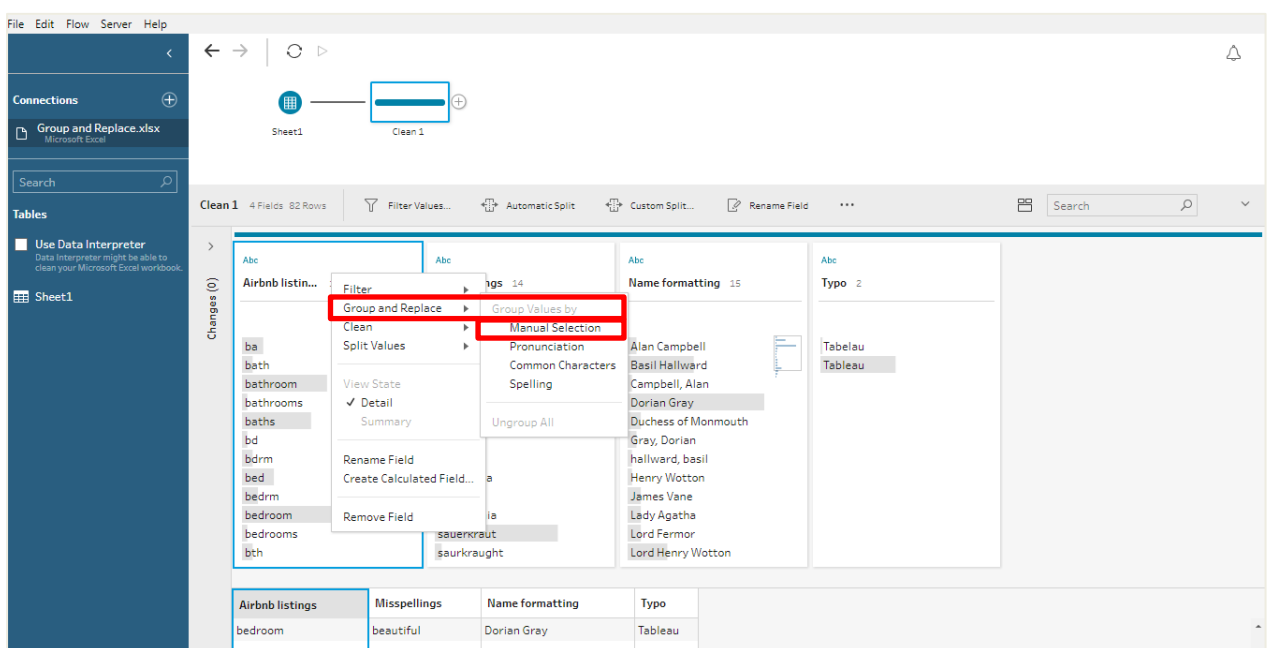 File Edit Flow Server Help
Connections
Group and Replace.xlsx
Microsoft Excel
Search
Tables
Use Data Interpreter
Data Interpreter might be able to
clean your Microsoft Excel workbook.
Sheet1
Sheet1
Clean 1
Clean 1 4 Fields 82 Rows Filter Values... Automatic Split Custom Split... Rename Field ... Search
Changes (0)
Abc
Airbnb listin...
ba
bath
bathroom
bathrooms
baths
bd
bdrm
bed
bedrm
bedroom
bedrooms
bth
Filter
Group and Replace
Clean
Split Values
View State
✓ Detail
Summary
Rename Field
Create Calculated Field...
Remove Field
Group Values by
Manual Selection
Pronunciation
Common Characters
Spelling
Ungroup All
Abc
ngs 14
a
ia
sauerkraut
saurkraught
Abc
Name formatting 15
Alan Campbell
Basil Hallward
Campbell, Alan
Dorian Gray
Duchess of Monmouth
Gray, Dorian
hallward, basil
Henry Wotton
James Vane
Lady Agatha
Lord Fermor
Lord Henry Wotton
Abc
Typo 2
Tabelau
Tableau
Airbnb listings Misspellings Name formatting Typo
bedroom beautiful Dorian Gray Tableau